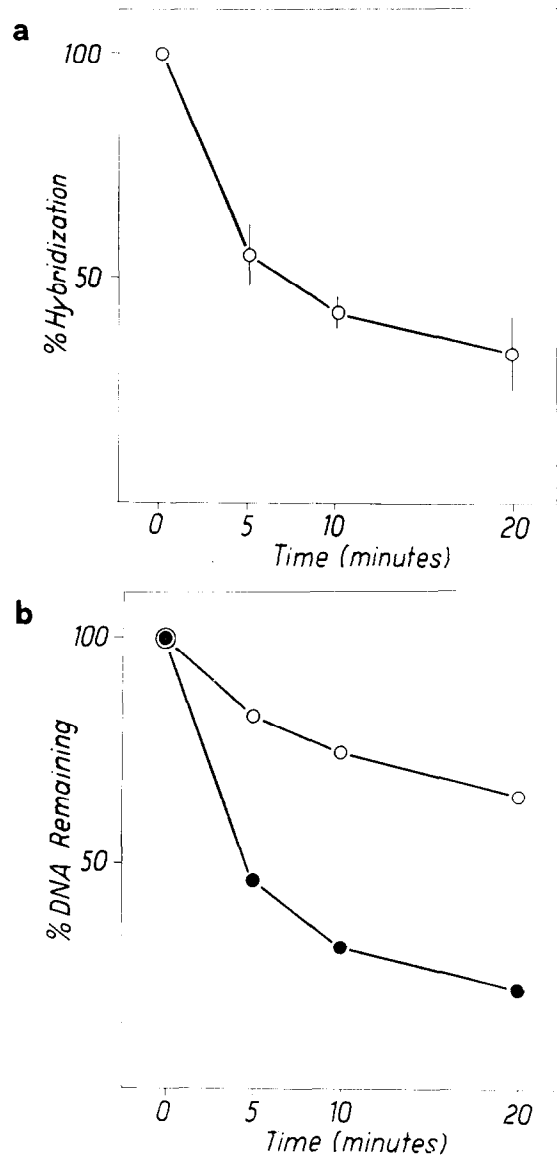 a
100
50
% Hybridization
0 5 10 20
Time (minutes)
b
100
50
% DNA Remaining
0 5 10 20
Time (minutes)